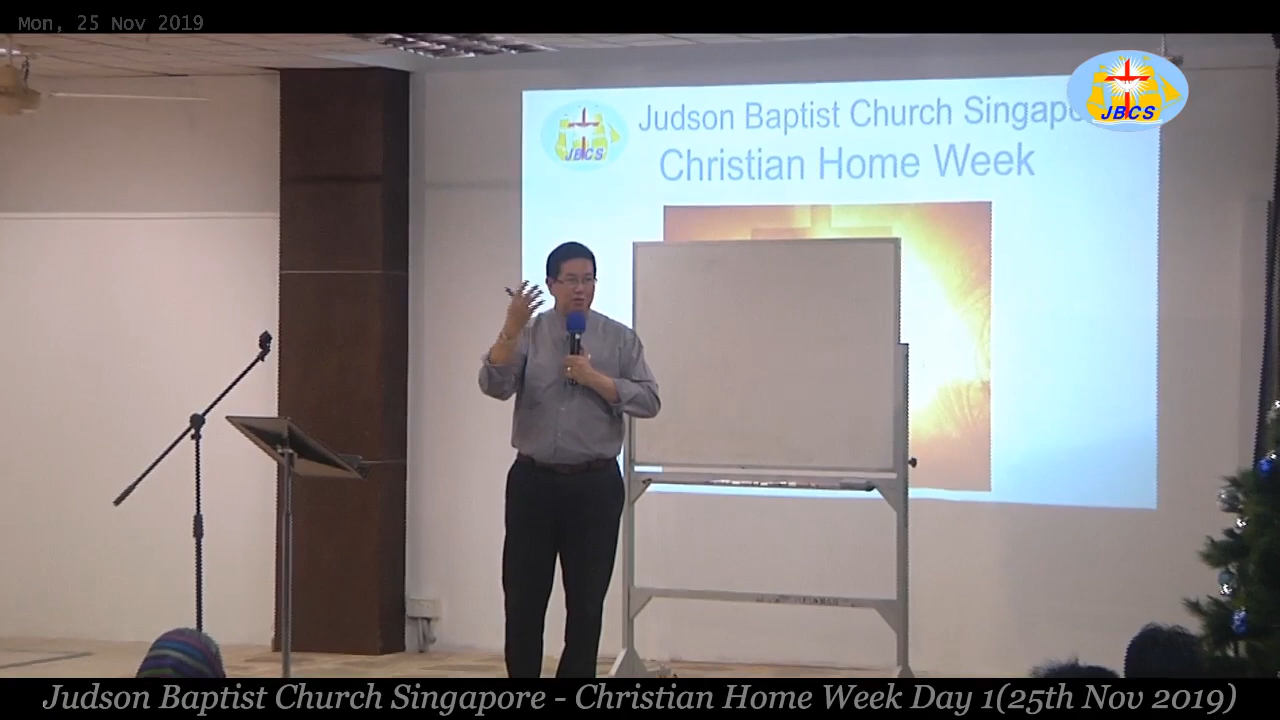 Mon, 25 Nov 2019
JBCS
Judson Baptist Church Singapo
JBCS
Christian Home Week
Judson Baptist Church Singapore - Christian Home Week Day 1(25th Nov 2019)